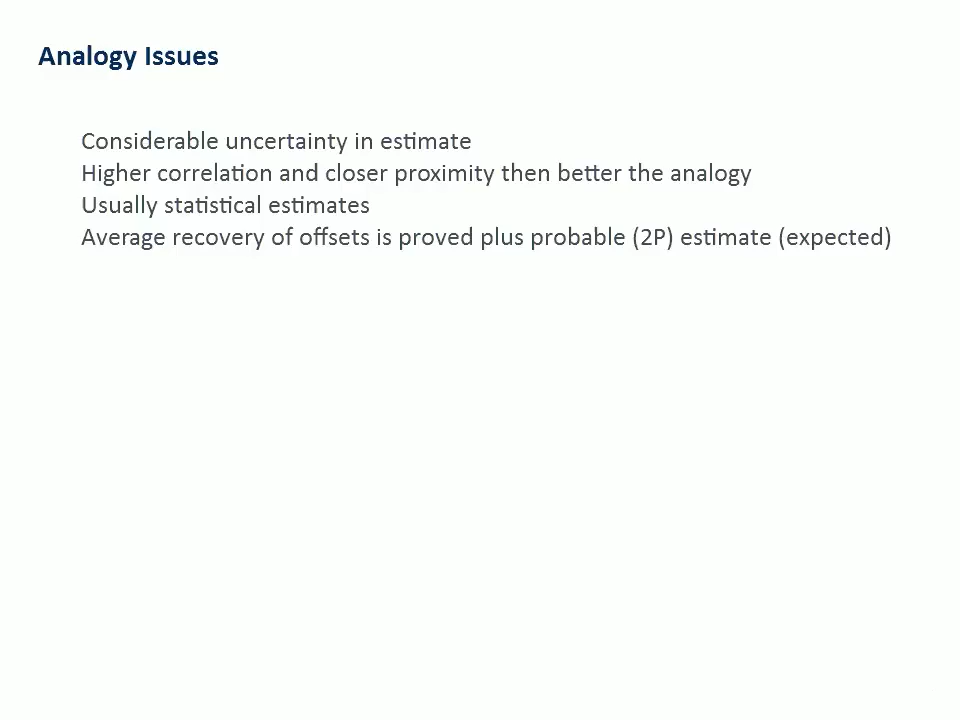 Analogy Issues
Considerable uncertainty in estimate
Higher correlation and closer proximity then better the analogy
Usually statistical estimates
Average recovery of offsets is proved plus probable (2P) estimate (expected)